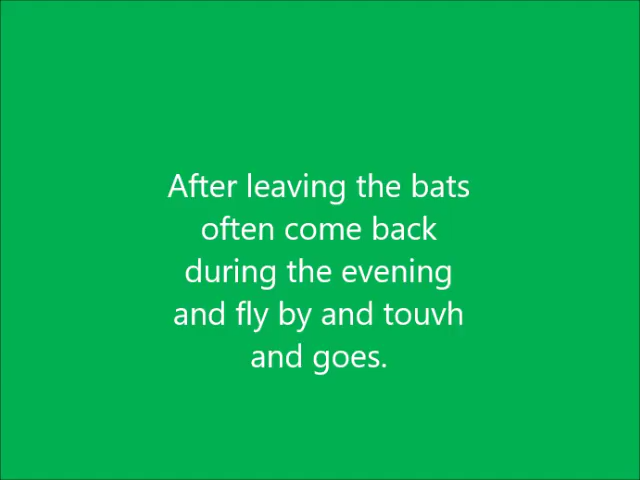 After leaving the bats
often come back
during the evening
and fly by and touvh
and goes.